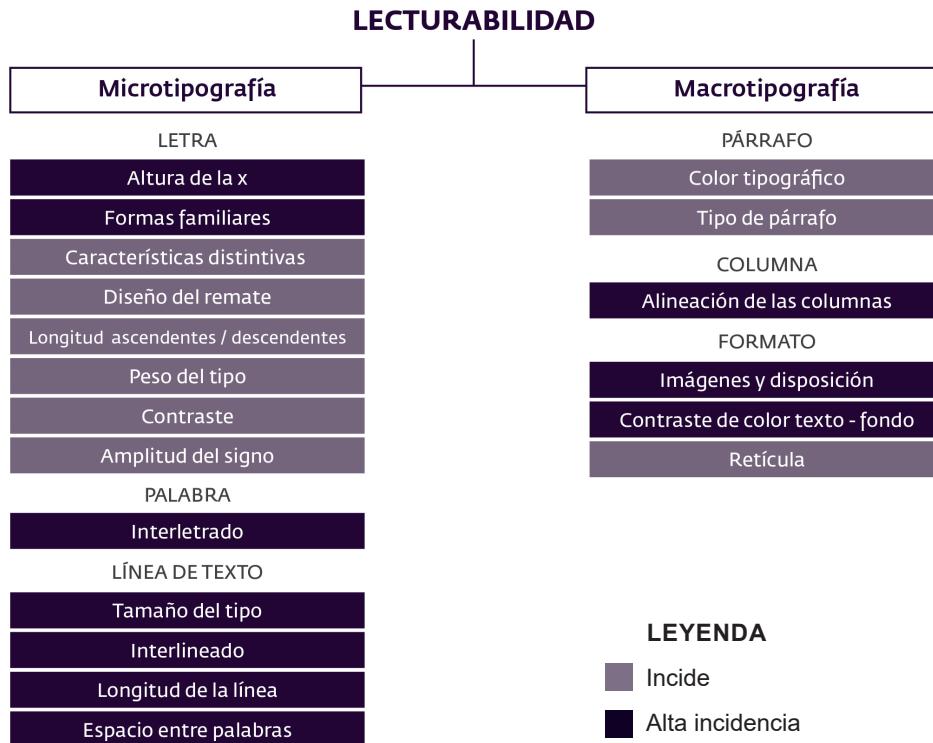 LECTURABILIDAD
Microtipografía
LETRA
Altura de la x
Formas familiares
Características distintivas
Diseño del remate
Longitud ascendentes / descendentes
Peso del tipo
Contraste
Amplitud del signo
PALABRA
Interletrado
LÍNEA DE TEXTO
Tamaño del tipo
Interlineado
Longitud de la línea
Espacio entre palabras
Macrotipografía
PÁRRAFO
Color tipográfico
Tipo de párrafo
COLUMNA
Alineación de las columnas
FORMATO
Imágenes y disposición
Contraste de color texto - fondo
Retícula
LEYENDA
Incide
Alta incidencia